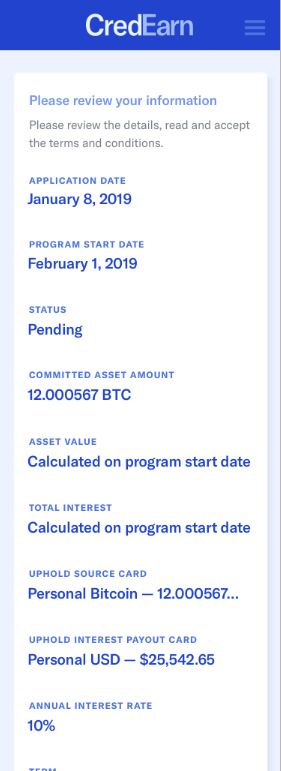 CredEarn
Please review your information
Please review the details, read and accept
the terms and conditions.
APPLICATION DATE
January 8, 2019
PROGRAM START DATE
February 1, 2019
STATUS
Pending
COMMITTED ASSET AMOUNT
12.000567 BTC
ASSET VALUE
Calculated on program start date
TOTAL INTEREST
Calculated on program start date
UPHOLD SOURCE CARD
Personal Bitcoin — 12.000567...
UPHOLD INTEREST PAYOUT CARD
Personal USD — $25,542.65
ANNUAL INTEREST RATE
10%
TERM